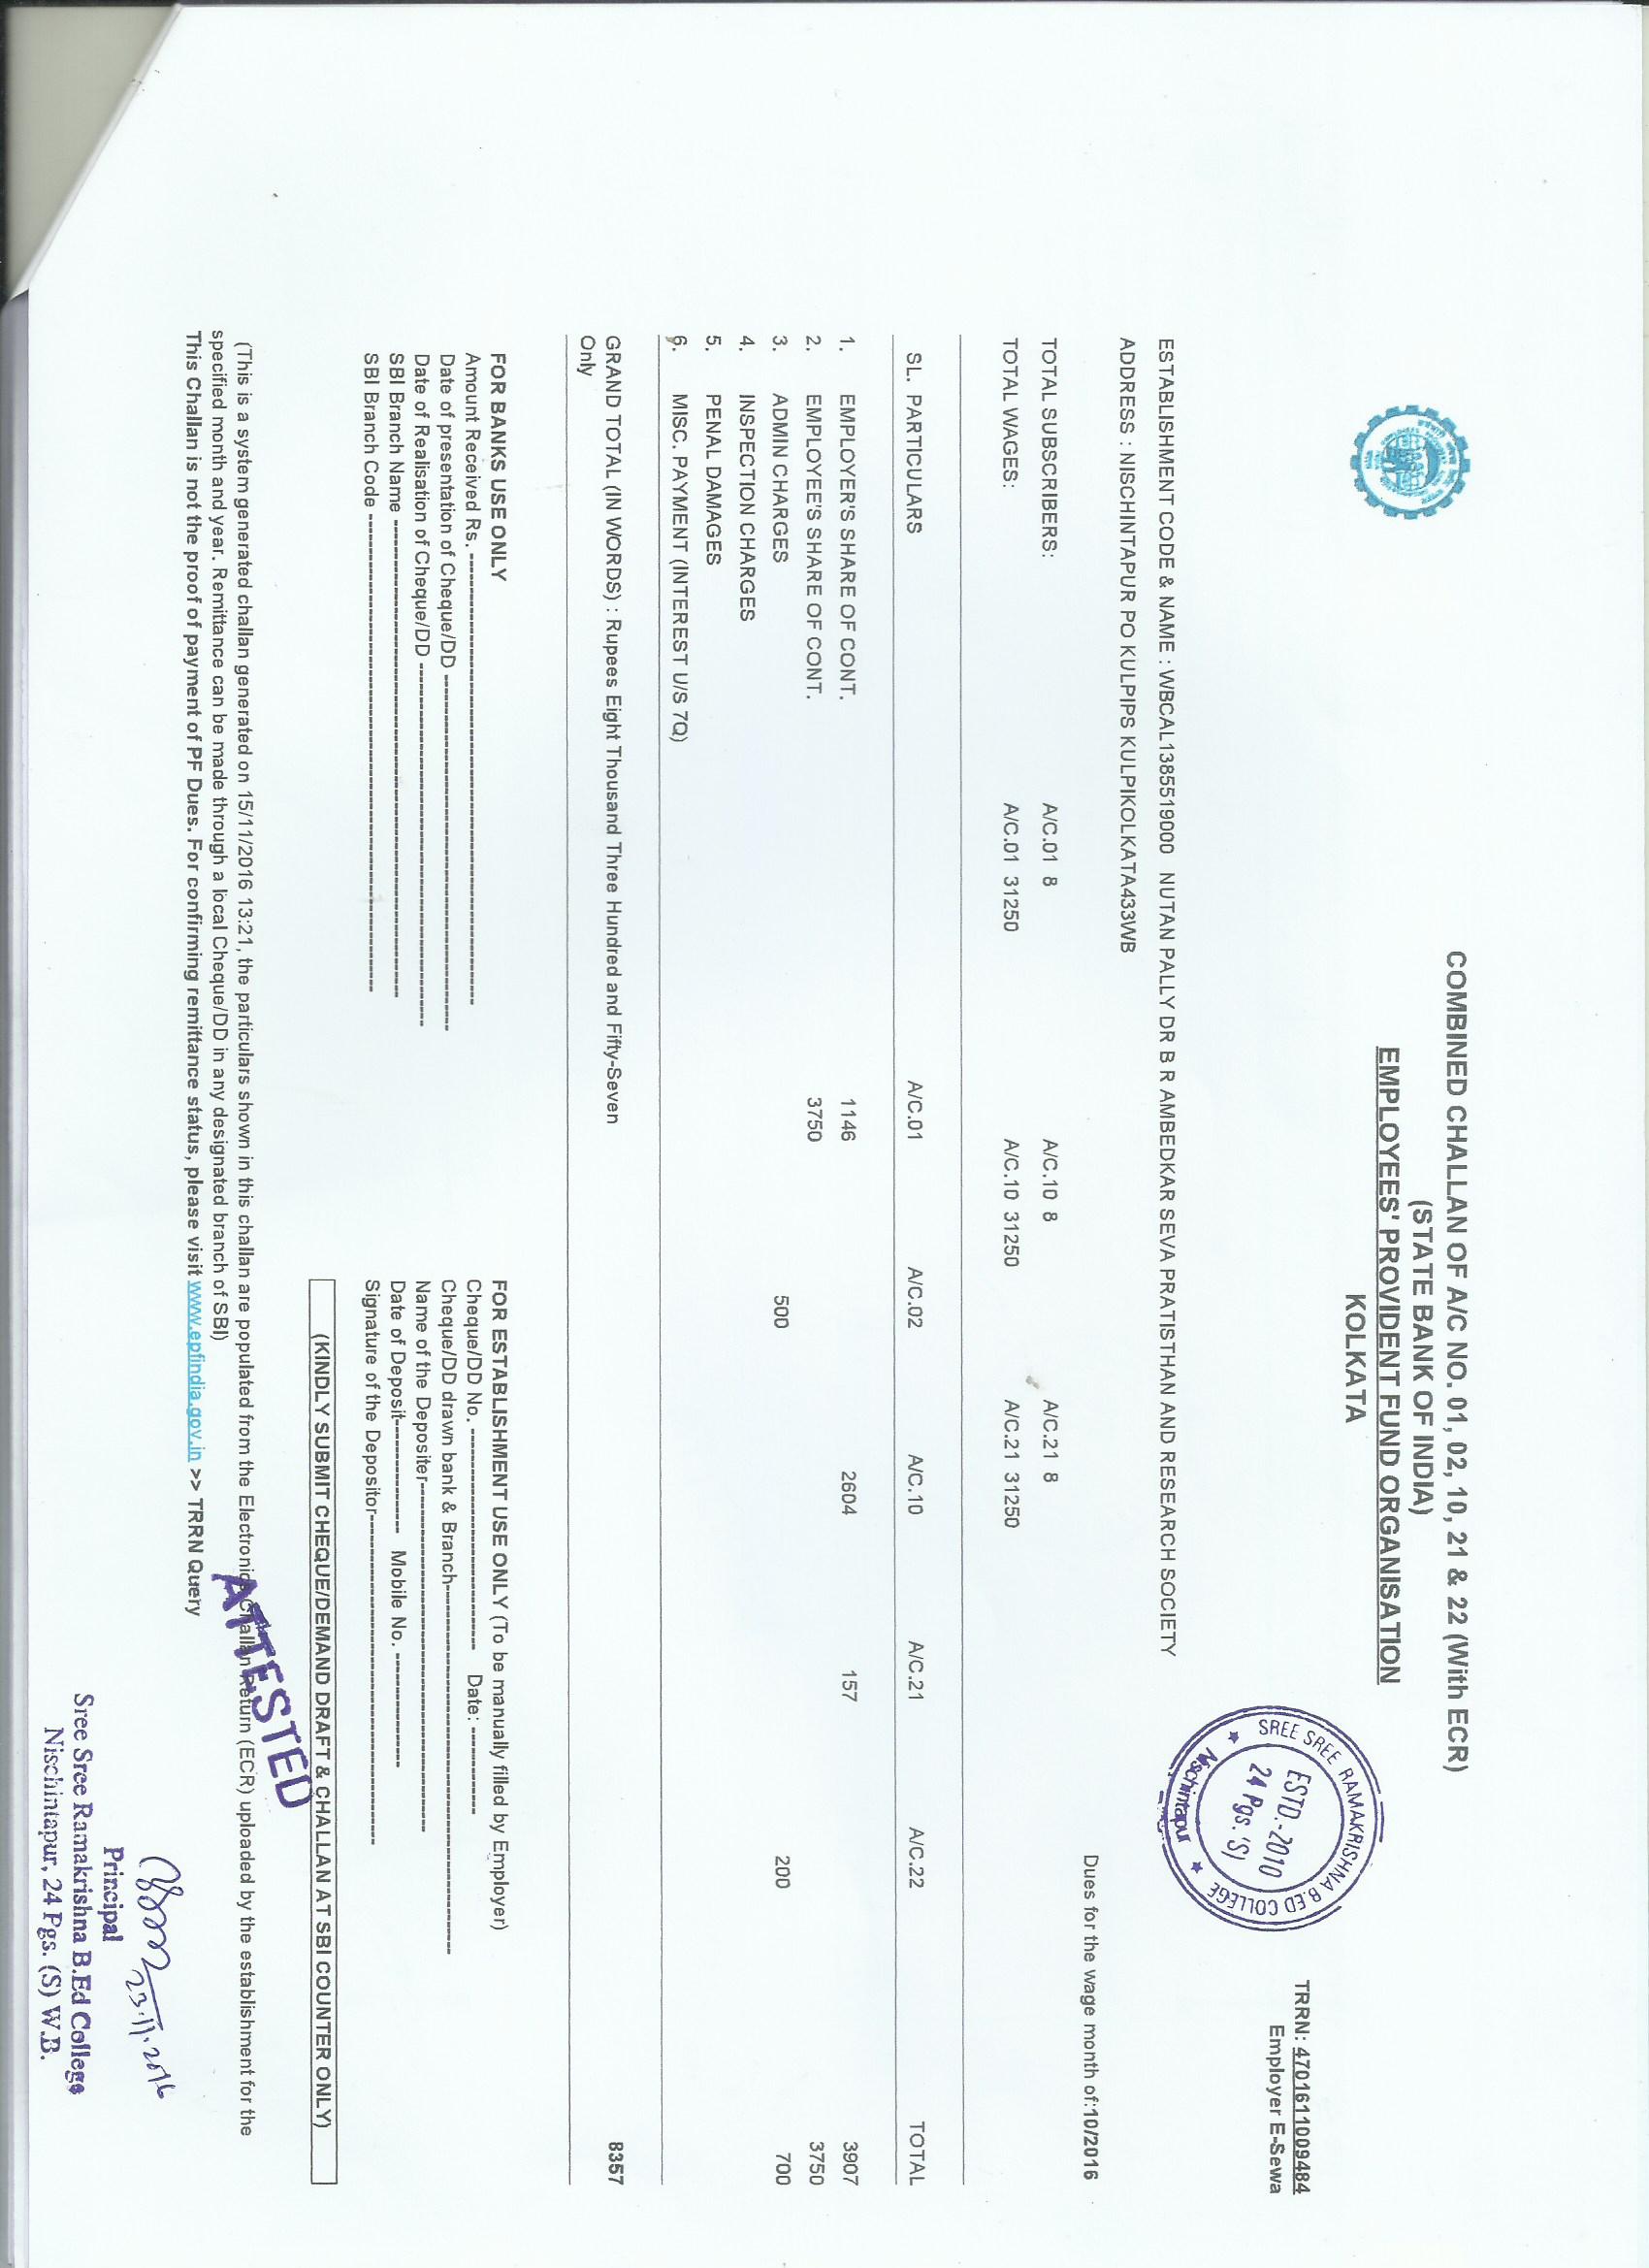 COMBINED CHALLAN OF A/C NO. 01, 02, 10, 21 & 22 (With ECR)
(STATE BANK OF INDIA)
EMPLOYEES' PROVIDENT FUND ORGANISATION
KOLKATA
TRRN: 4701611009484
Employer E-Sewa
SREE SREE RAMAKRISHNA B.ED COLLEGE
ESTD.-2010
24 Pgs. (S)
Nischintapur
ESTABLISHMENT CODE & NAME : WBCAL1385519000 NUTAN PALLY DR B R AMBEDKAR SEVA PRATISTHAN AND RESEARCH SOCIETY
ADDRESS : NISCHINTAPUR PO KULPIPS KULPIKOLKATA433WB
Dues for the wage month of:10/2016
TOTAL SUBSCRIBERS: A/C.01 8 A/C.10 8 A/C.21 8
TOTAL WAGES: A/C.01 31250 A/C.10 31250 A/C.21 31250
SL. PARTICULARS A/C.01 A/C.02 A/C.10 A/C.21 A/C.22 TOTAL
1. EMPLOYER'S SHARE OF CONT. 1146 2604 157 3907
2. EMPLOYEE'S SHARE OF CONT. 3750 3750
3. ADMIN CHARGES 500 200 700
4. INSPECTION CHARGES
5. PENAL DAMAGES
6. MISC. PAYMENT (INTEREST U/S 7Q)
GRAND TOTAL (IN WORDS) : Rupees Eight Thousand Three Hundred and Fifty-Seven 8357
Only
FOR BANKS USE ONLY
Amount Received Rs. ------------------------
Date of presentation of Cheque/DD ------------------------
Date of Realisation of Cheque/DD ------------------------
SBI Branch Name ------------------------
SBI Branch Code ------------------------
FOR ESTABLISHMENT USE ONLY (To be manually filled by Employer)
Cheque/DD No. ------------------------ Date: ------------
Cheque/DD drawn bank & Branch------------------------
Name of the Depositer------------------------
Date of Deposit------------ Mobile No. ------------
Signature of the Depositor------------------------
(KINDLY SUBMIT CHEQUE/DEMAND DRAFT & CHALLAN AT SBI COUNTER ONLY)
(This is a system generated challan generated on 15/11/2016 13:21, the particulars shown in this challan are populated from the Electronic Challan Return (ECR) uploaded by the establishment for the
specified month and year. Remittance can be made through a local Cheque/DD in any designated branch of SBI)
This Challan is not the proof of payment of PF Dues. For confirming remittance status, please visit www.epfindia.gov.in >> TRRN Query
ATTESTED
23.11.2016
Principal
Sree Sree Ramakrishna B.Ed College
Nischintapur, 24 Pgs. (S) W.B.